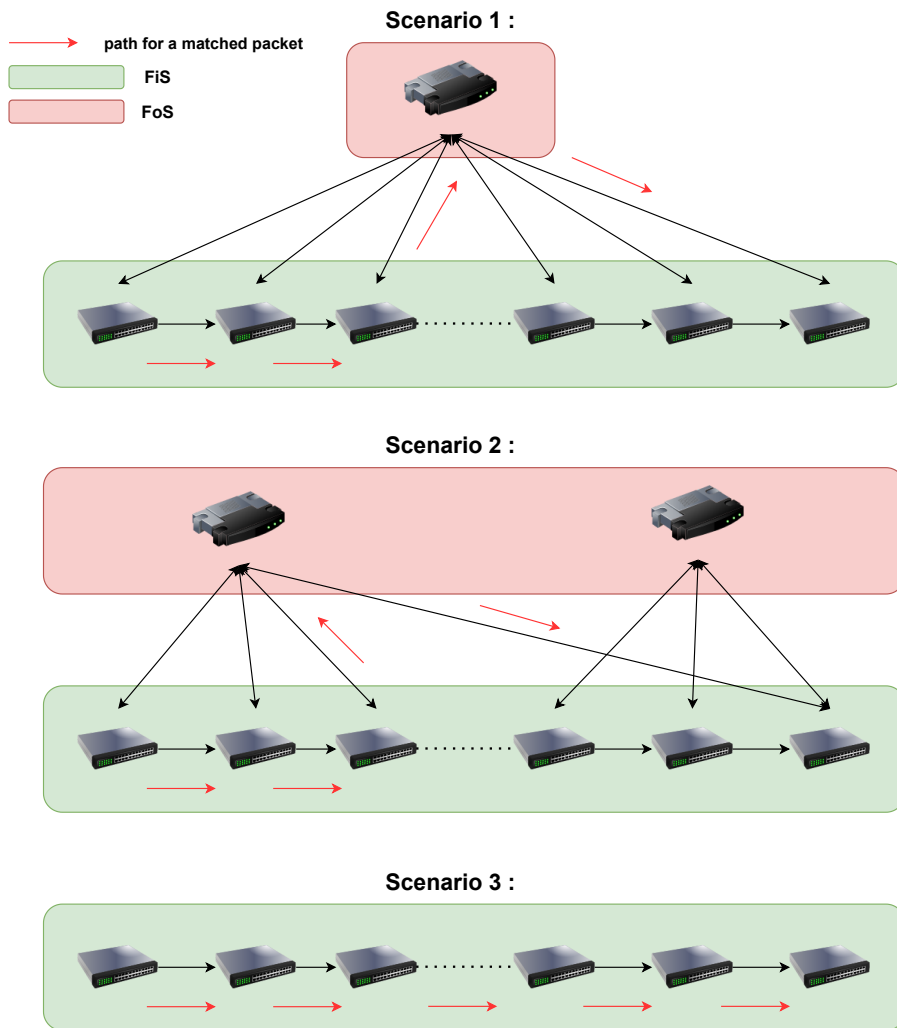 Scenario 1 :
path for a matched packet
FiS
FoS
Scenario 2 :
Scenario 3 :